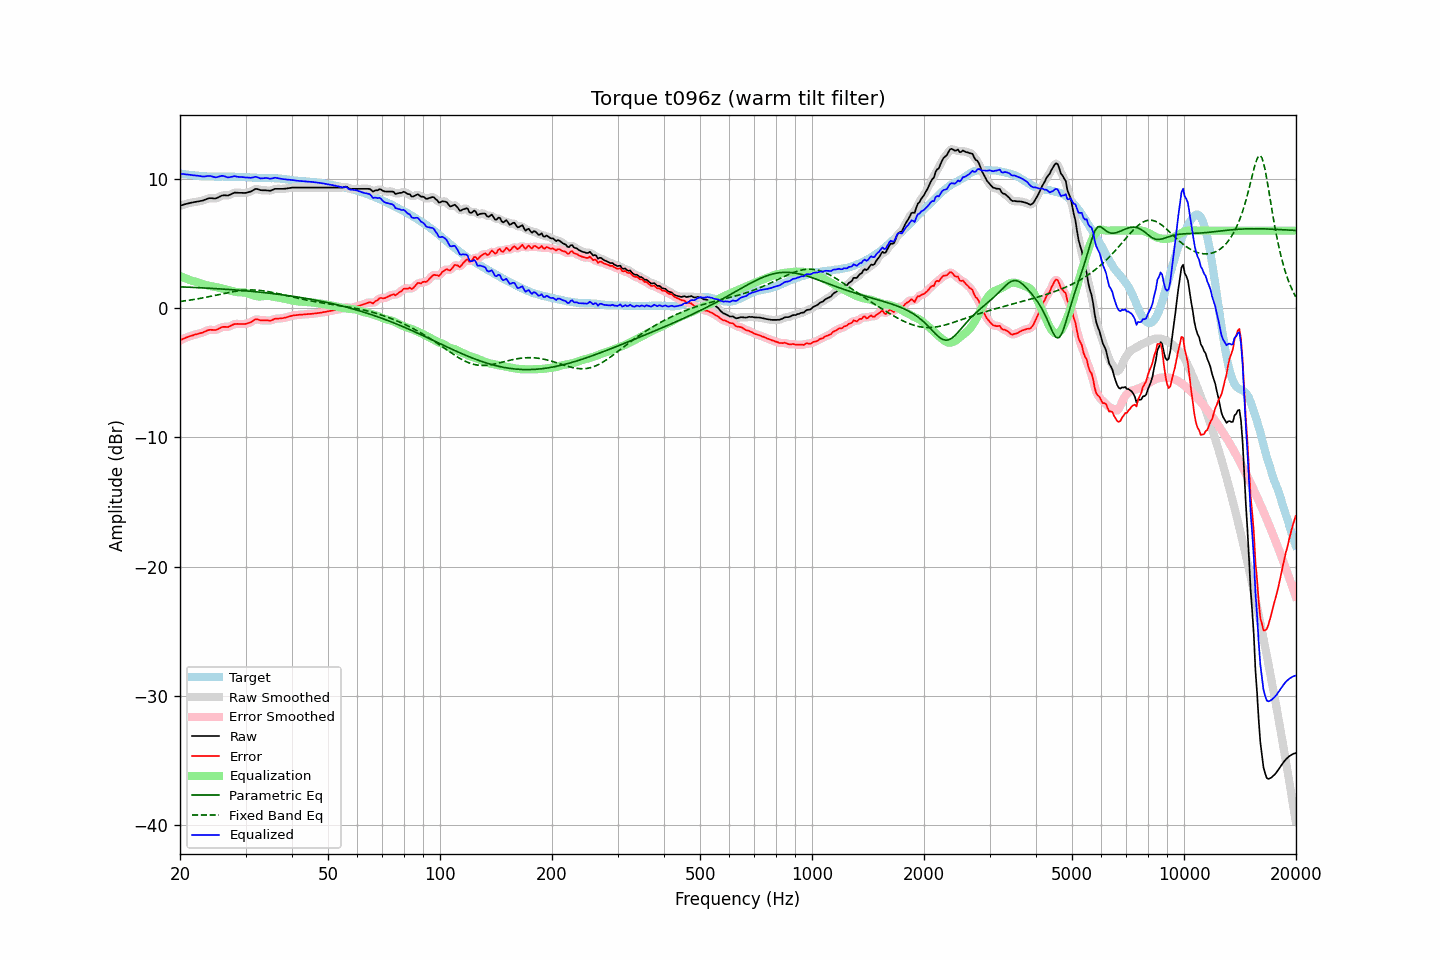 Torque t096z (warm tilt filter)
10
0
−10
−20
−30
−40
Amplitude (dBr)
Target
Raw Smoothed
Error Smoothed
Raw
Error
Equalization
Parametric Eq
Fixed Band Eq
Equalized
20 50 100 200 500 1000 2000 5000 10000 20000
Frequency (Hz)